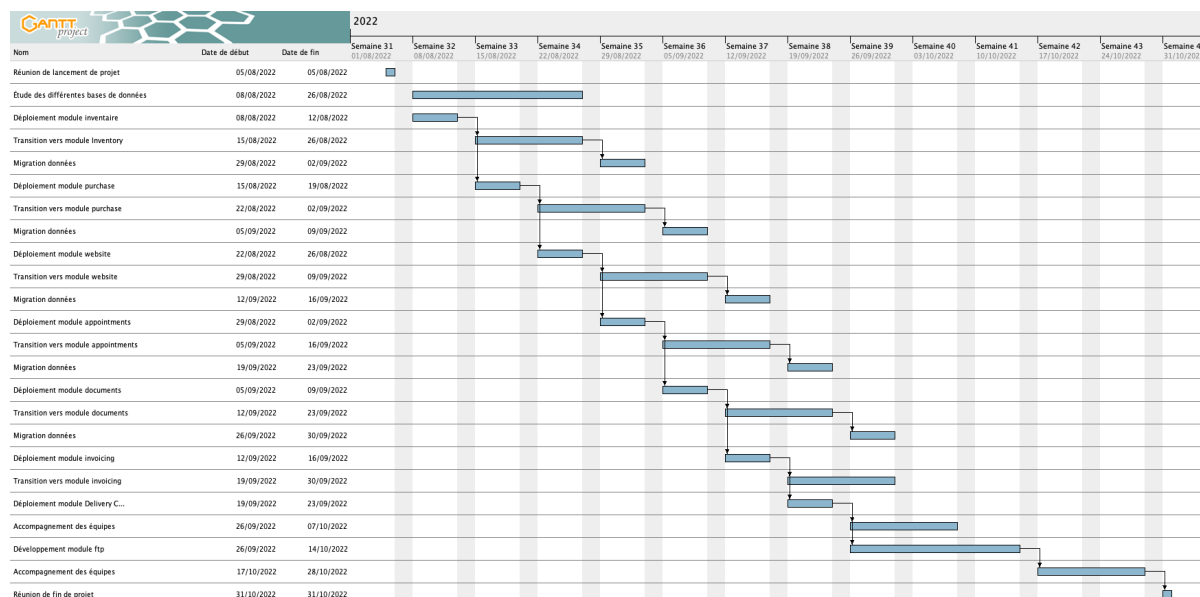 GANTT
project
2022
Nom Date de début Date de fin
Semaine 31 Semaine 32 Semaine 33 Semaine 34 Semaine 35 Semaine 36 Semaine 37 Semaine 38 Semaine 39 Semaine 40 Semaine 41 Semaine 42 Semaine 43 Semaine 4
01/08/2022 08/08/2022 15/08/2022 22/08/2022 29/08/2022 05/09/2022 12/09/2022 19/09/2022 26/09/2022 03/10/2022 10/10/2022 17/10/2022 24/10/2022 31/10/202
Réunion de lancement de projet 05/08/2022 05/08/2022
Étude des différentes bases de données 08/08/2022 26/08/2022
Déploiement module inventaire 08/08/2022 12/08/2022
Transition vers module Inventory 15/08/2022 26/08/2022
Migration données 29/08/2022 02/09/2022
Déploiement module purchase 15/08/2022 19/08/2022
Transition vers module purchase 22/08/2022 02/09/2022
Migration données 05/09/2022 09/09/2022
Déploiement module website 22/08/2022 26/08/2022
Transition vers module website 29/08/2022 09/09/2022
Migration données 12/09/2022 16/09/2022
Déploiement module appointments 29/08/2022 02/09/2022
Transition vers module appointments 05/09/2022 16/09/2022
Migration données 19/09/2022 23/09/2022
Déploiement module documents 05/09/2022 09/09/2022
Transition vers module documents 12/09/2022 23/09/2022
Migration données 26/09/2022 30/09/2022
Déploiement module invoicing 12/09/2022 16/09/2022
Transition vers module invoicing 19/09/2022 30/09/2022
Déploiement module Delivery C... 19/09/2022 23/09/2022
Accompagnement des équipes 26/09/2022 07/10/2022
Développement module ftp 26/09/2022 14/10/2022
Accompagnement des équipes 17/10/2022 28/10/2022
Réunion de fin de projet 31/10/2022 31/10/2022